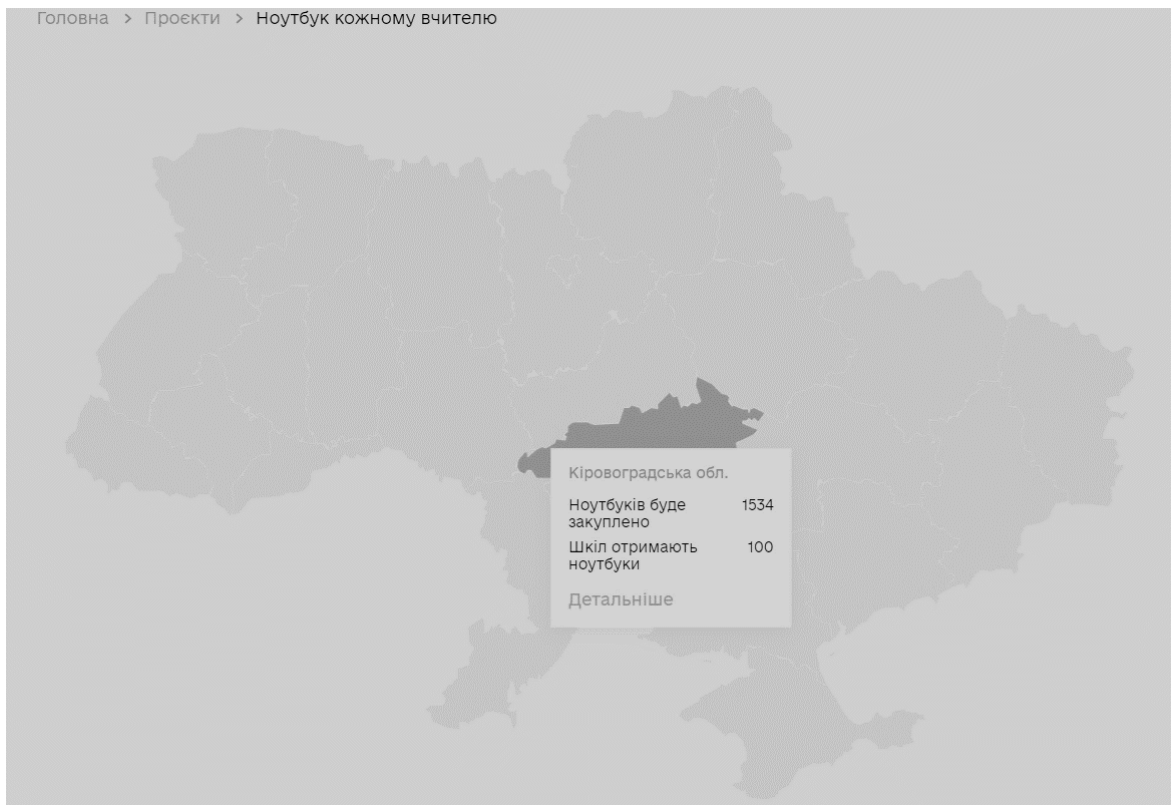 Головна > Проєкти > Ноутбук кожному вчителю
Кіровоградська обл.
Ноутбуків буде 1534
закуплено
Шкіл отримають 100
ноутбуки
Детальніше